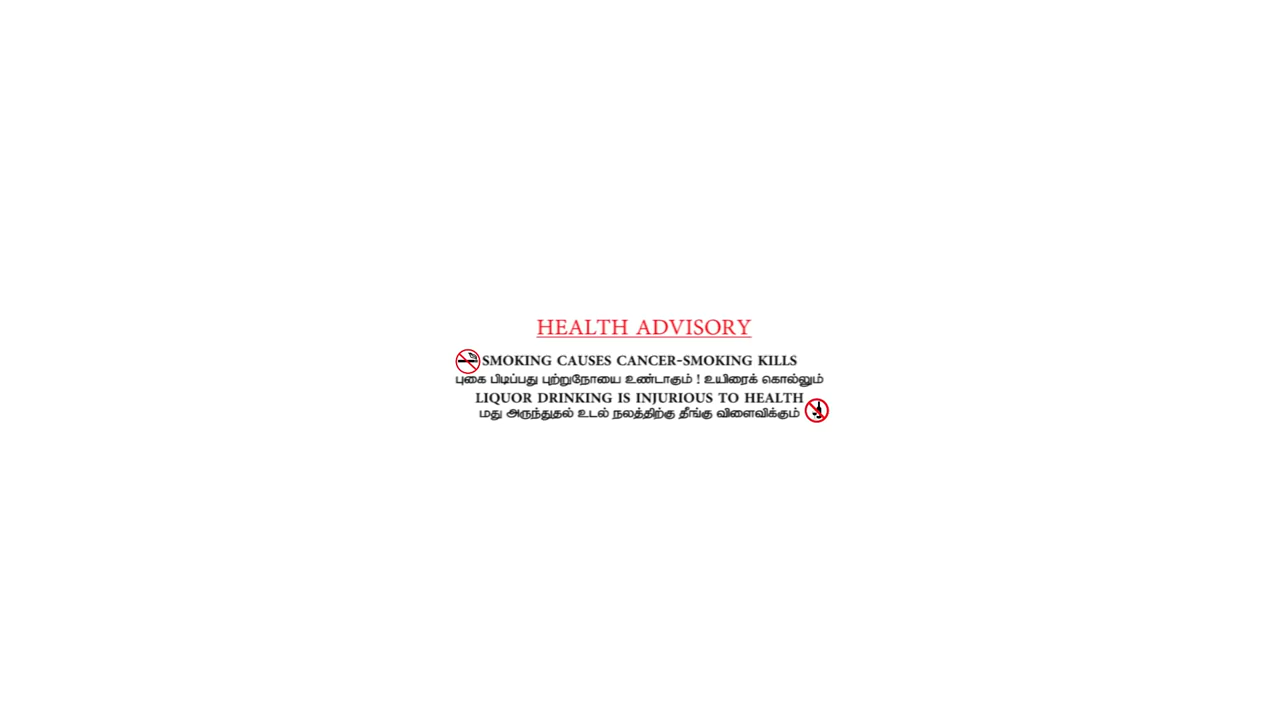 HEALTH ADVISORY
SMOKING CAUSES CANCER-SMOKING KILLS
புகை பிடிப்பது புற்றுநோயை உண்டாகும் ! உயிரைக் கொல்லும்
LIQUOR DRINKING IS INJURIOUS TO HEALTH
மது அருந்துதல் உடல் நலத்திற்கு தீங்கு விளைவிக்கும்